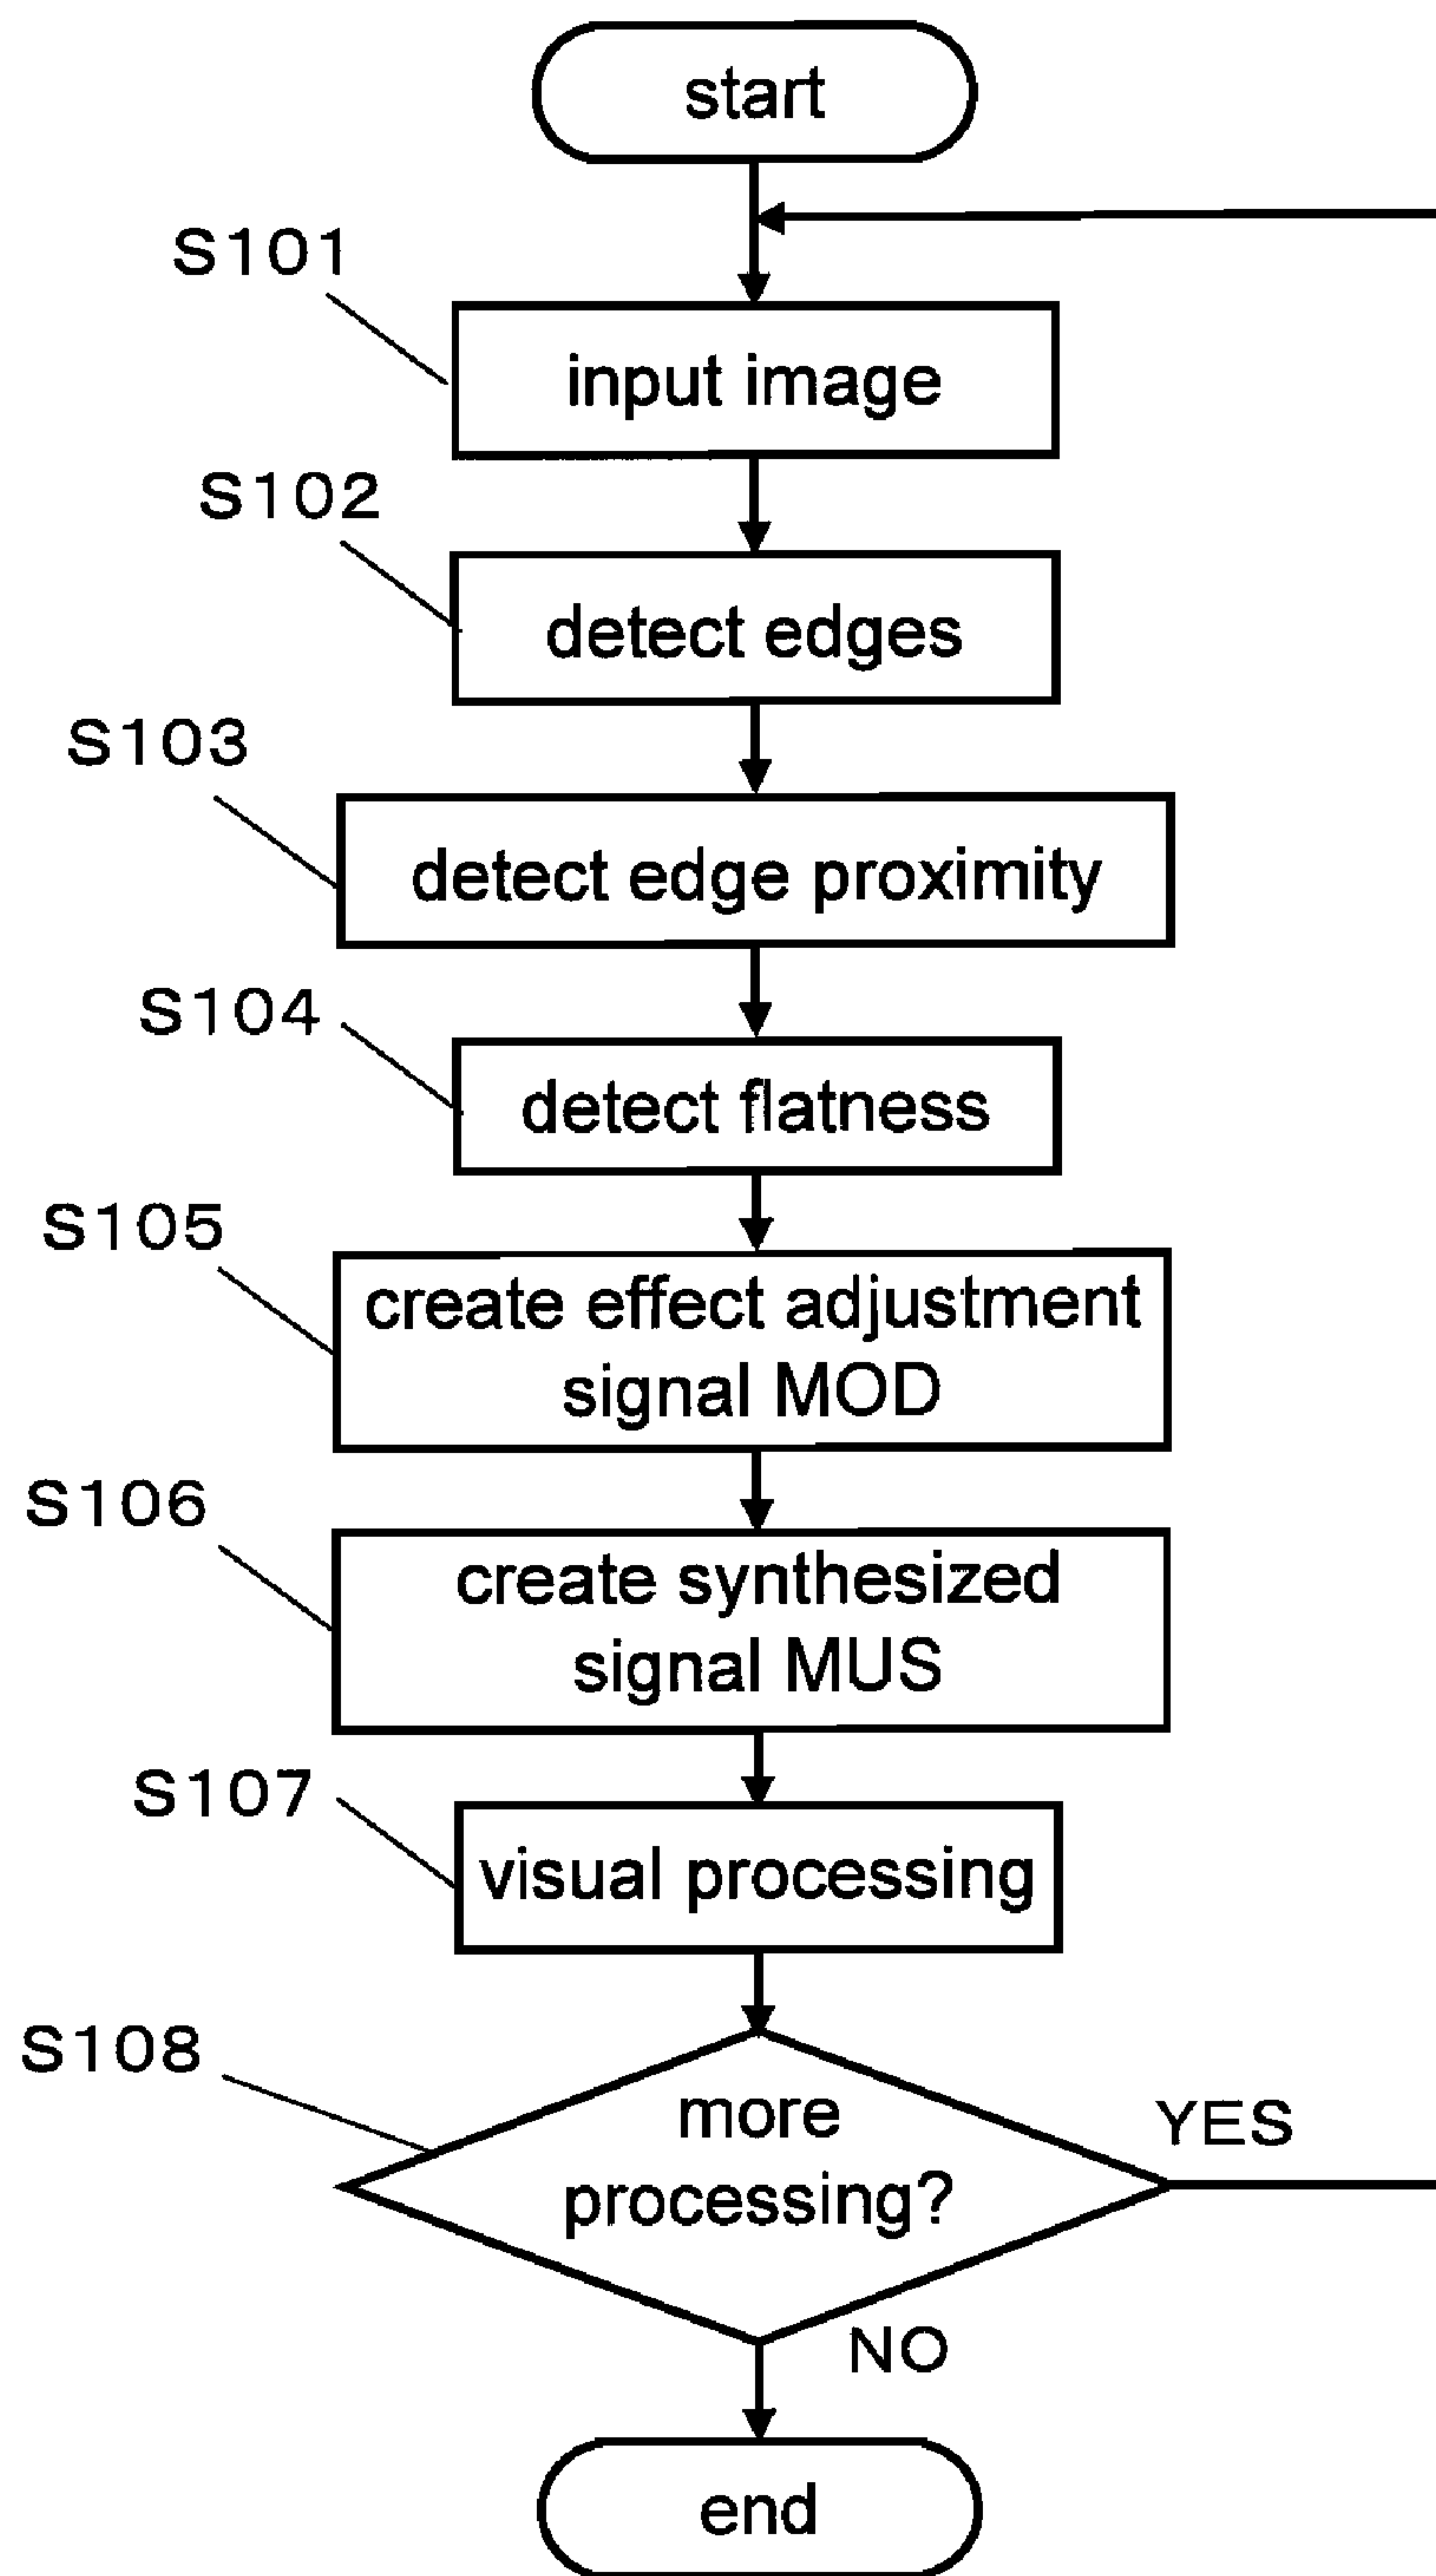 start
S101
input image
S102
detect edges
S103
detect edge proximity
S104
detect flatness
S105
create effect adjustment
signal MOD
S106
create synthesized
signal MUS
S107
visual processing
S108
more
processing?
YES
NO
end